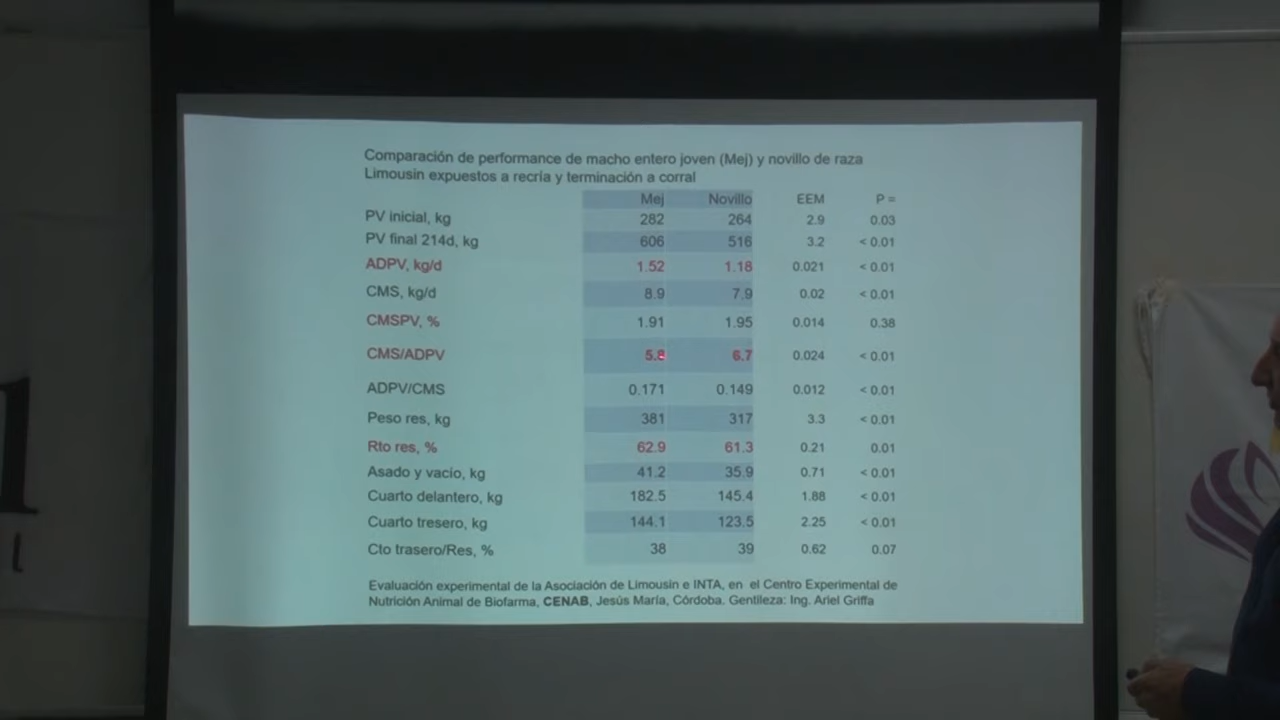 Comparación de performance de macho entero joven (Mej) y novillo de raza
Limousin expuestos a recría y terminación a corral
Mej Novillo EEM P =
PV inicial, kg 282 264 2.9 0.03
PV final 214d, kg 606 516 3.2 < 0.01
ADPV, kg/d 1.52 1.18 0.021 < 0.01
CMS, kg/d 8.9 7.9 0.02 < 0.01
CMSPV, % 1.91 1.95 0.014 0.38
CMS/ADPV 5.8 6.7 0.024 < 0.01
ADPV/CMS 0.171 0.149 0.012 < 0.01
Peso res, kg 381 317 3.3 < 0.01
Rto res, % 62.9 61.3 0.21 0.01
Asado y vacío, kg 41.2 35.9 0.71 < 0.01
Cuarto delantero, kg 182.5 145.4 1.88 < 0.01
Cuarto tresero, kg 144.1 123.5 2.25 < 0.01
Cto trasero/Res, % 38 39 0.62 0.07
Evaluación experimental de la Asociación de Limousin e INTA, en el Centro Experimental de
Nutrición Animal de Biofarma, CENAB, Jesús María, Córdoba. Gentileza: Ing. Ariel Griffa